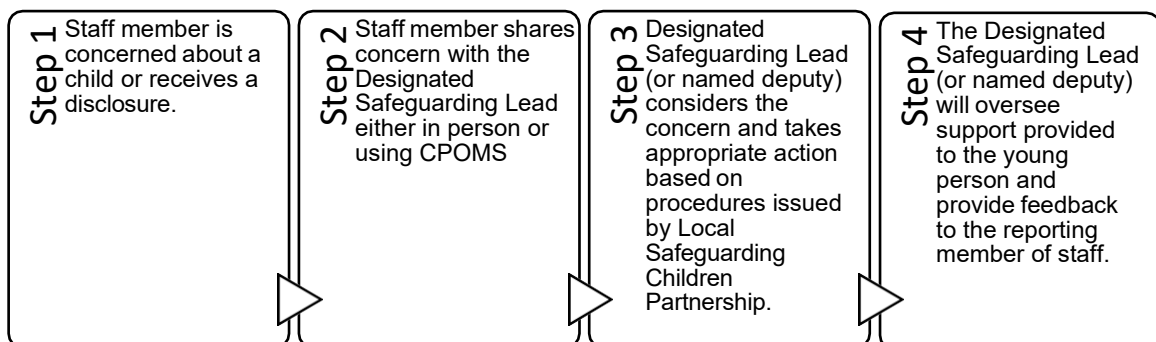 Step 1
Staff member is
concerned about a
child or receives a
disclosure.
Step 2
Staff member shares
concern with the
Designated
Safeguarding Lead
either in person or
using CPOMS
Step 3
Designated
Safeguarding Lead
(or named deputy)
considers the
concern and takes
appropriate action
based on
procedures issued
by Local
Safeguarding
Children
Partnership.
Step 4
The Designated
Safeguarding Lead
(or named deputy)
will oversee
support provided
to the young
person and
provide feedback
to the reporting
member of staff.